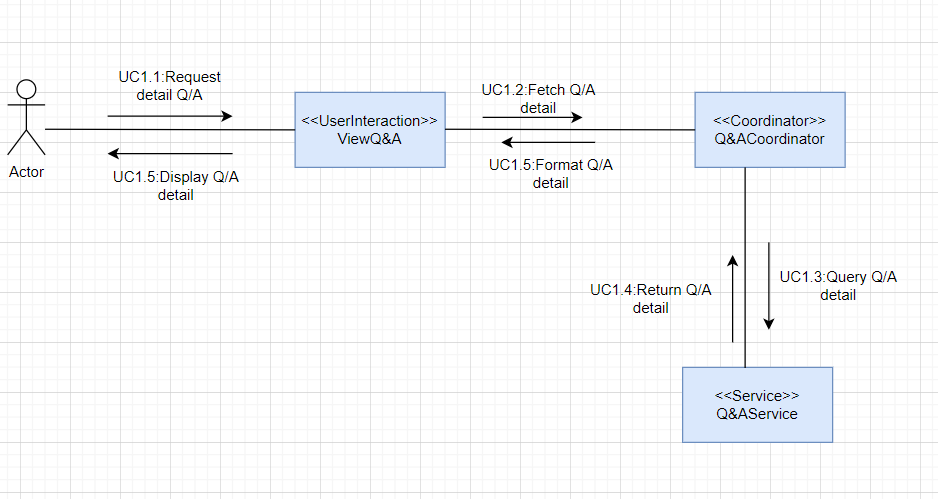 UC1.1:Request
detail Q/A
UC1.2:Fetch Q/A
detail
<<UserInteraction>>
ViewQ&A
<<Coordinator>>
Q&ACoordinator
Actor
UC1.5:Display Q/A
detail
UC1.5:Format Q/A
detail
UC1.4:Return Q/A
detail
UC1.3:Query Q/A
detail
<<Service>>
Q&AService